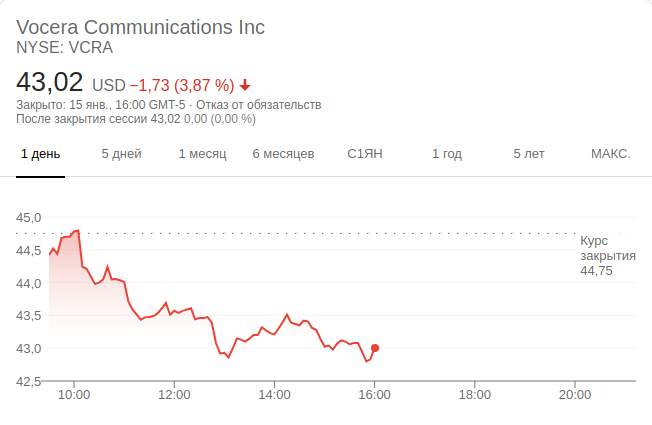 Vocera Communications Inc
NYSE: VCRA
43,02 USD −1,73 (3,87 %)
Закрыто: 15 янв., 16:00 GMT-5 · Отказ от обязательств
После закрытия сессии 43,02 0,00 (0,00 %)
1 день 5 дней 1 месяц 6 месяцев С1ЯН 1 год 5 лет МАКС.
45,0
Курс
закрытия
44,75
44,5
44,0
43,5
43,0
42,5
10:00 12:00 14:00 16:00 18:00 20:00